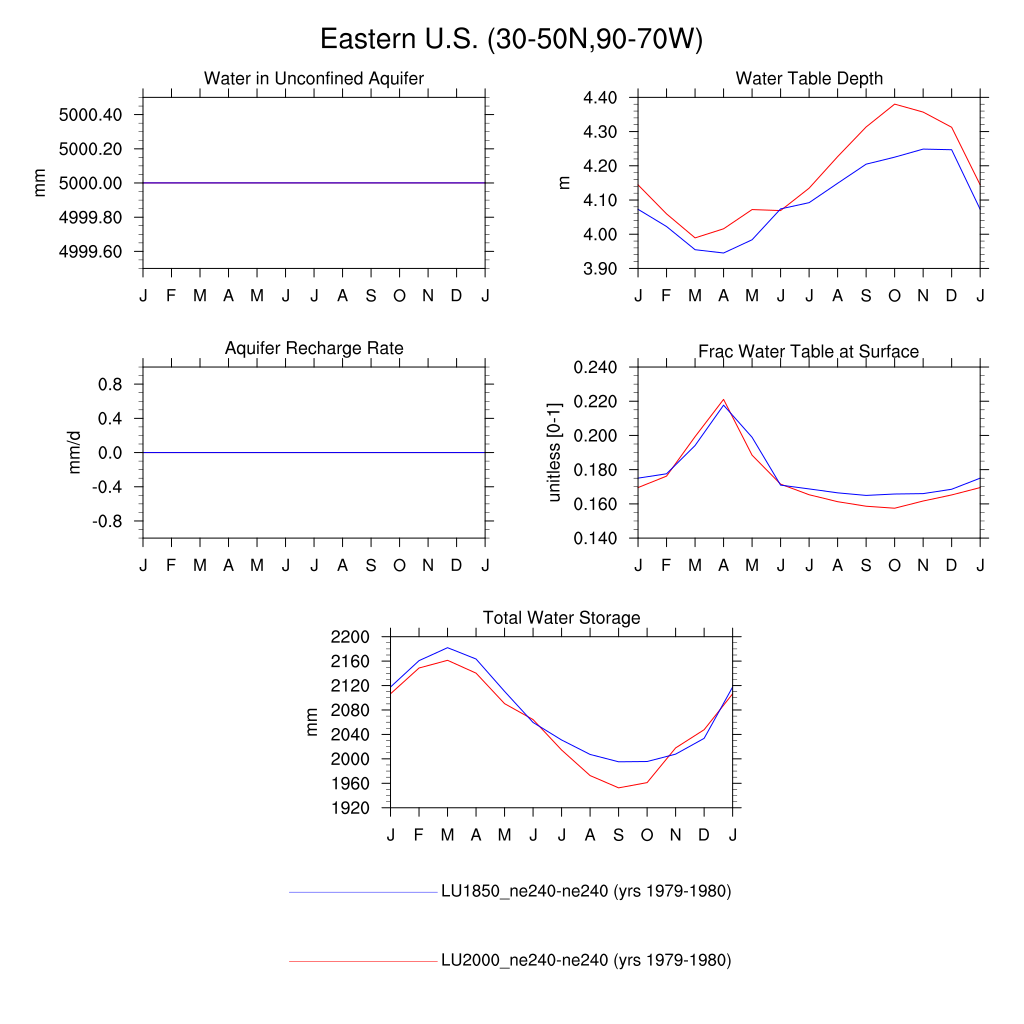 Eastern U.S. (30-50N,90-70W)
Water in Unconfined Aquifer
mm
5000.40
5000.20
5000.00
4999.80
4999.60
J F M A M J J A S O N D J
Water Table Depth
m
4.40
4.30
4.20
4.10
4.00
3.90
J F M A M J J A S O N D J
Aquifer Recharge Rate
mm/d
0.8
0.4
0.0
-0.4
-0.8
J F M A M J J A S O N D J
Frac Water Table at Surface
unitless [0-1]
0.240
0.220
0.200
0.180
0.160
0.140
J F M A M J J A S O N D J
Total Water Storage
mm
2200
2160
2120
2080
2040
2000
1960
1920
J F M A M J J A S O N D J
LU1850_ne240-ne240 (yrs 1979-1980)
LU2000_ne240-ne240 (yrs 1979-1980)